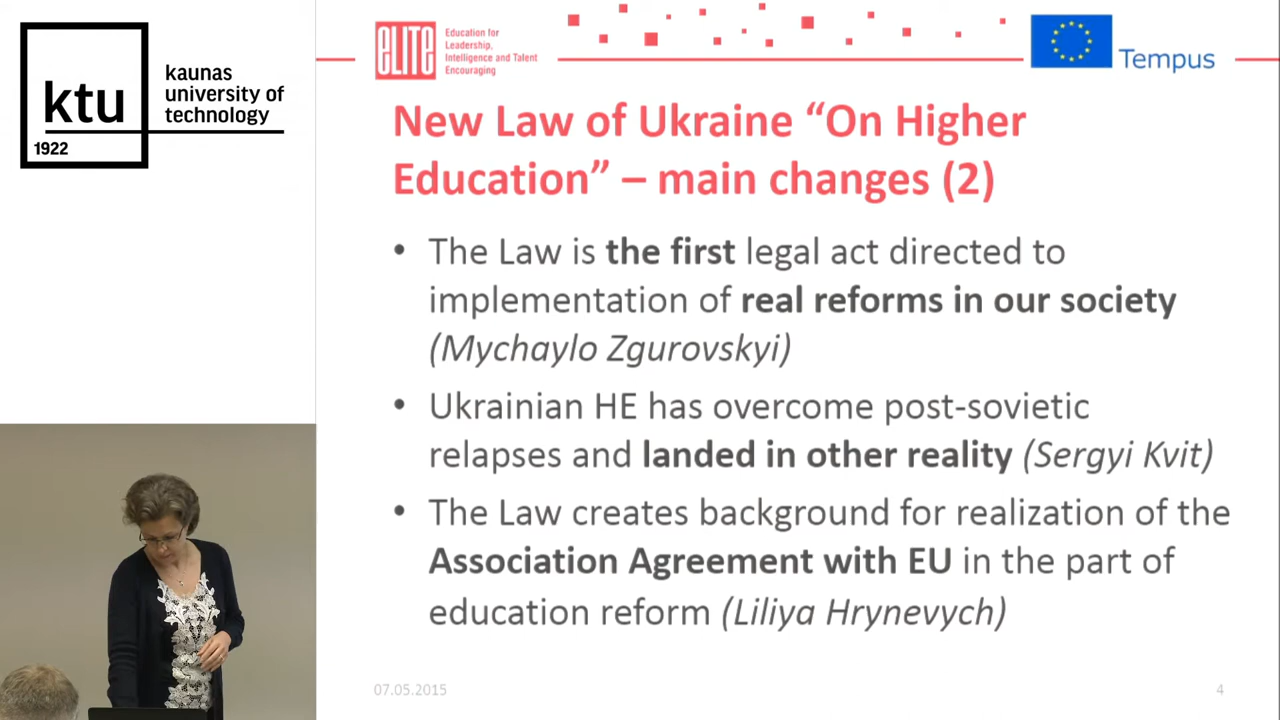 ktu
1922
kaunas
university of
technology
ELITE
Education for
Leadership,
Intelligence and Talent
Encouraging
Tempus
New Law of Ukraine “On Higher
Education” – main changes (2)
• The Law is the first legal act directed to
implementation of real reforms in our society
(Mychaylo Zgurovskyi)
• Ukrainian HE has overcome post-sovietic
relapses and landed in other reality (Sergyi Kvit)
• The Law creates background for realization of the
Association Agreement with EU in the part of
education reform (Liliya Hrynevych)
07.05.2015
4